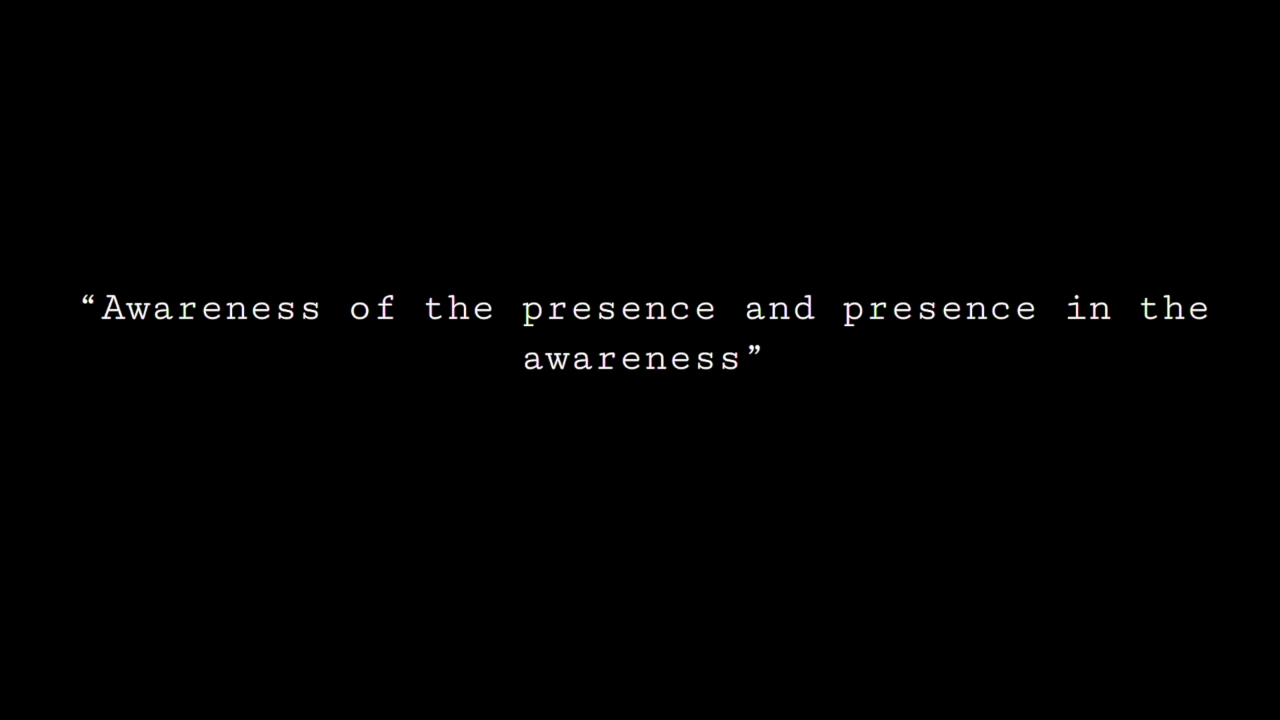 “Awareness of the presence and presence in the
awareness”